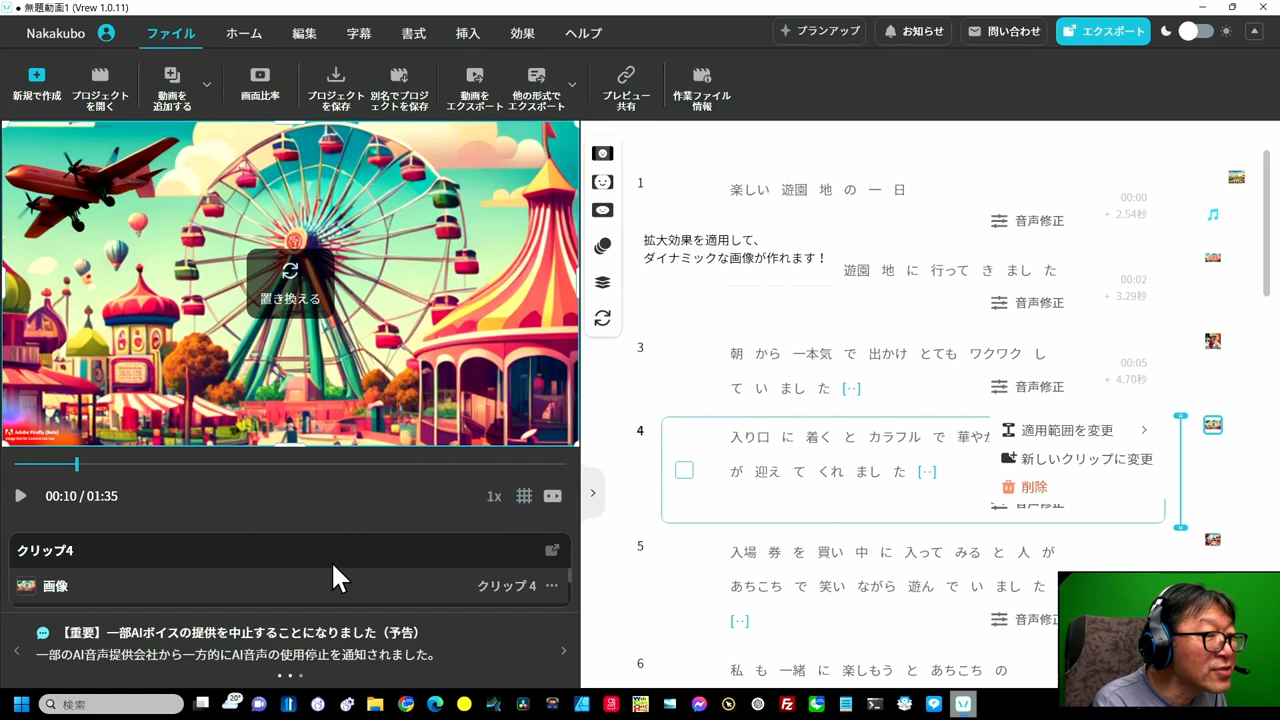 ● 無題動画1 (Vrew 1.0.11)
Nakakubo ファイル ホーム 編集 字幕 書式 挿入 効果 ヘルプ
プランアップ お知らせ 問い合わせ エクスポート
新規で作成
プロジェクト
を開く
動画を
追加する
画面比率
プロジェクト
を保存
別名でプロジ
ェクトを保存
動画を
エクスポート
他の形式で
エクスポート
プレビュー
共有
作業ファイル
情報
置き換える
Adobe Firefly (Beta)
00:10 / 01:35
1x
クリップ4
画像 クリップ 4 ···
【重要】一部AIボイスの提供を中止することになりました（予告）
一部のAI音声提供会社から一方的にAI音声の使用停止を通知されました。
1 楽しい 遊園 地 の 一 日
00:00
+ 2.54秒
音声修正
拡大効果を適用して、
ダイナミックな画像が作れます！
遊園 地 に 行って き まし た
00:02
+ 3.29秒
音声修正
3 朝 から 一本気 で 出かけ とても ワクワク し
て い まし た [··]
00:05
+ 4.70秒
音声修正
4 入り口 に 着く と カラフル で 華やか
が 迎え て くれ まし た [··]
適用範囲を変更
新しいクリップに変更
削除
音声修正
5 入場 券 を 買い 中 に 入って みる と 人 が
あちこち で 笑い ながら 遊ん で い まし た
[··]
音声修正
6 私 も 一緒 に 楽しもう と あちこち の
20°
検索